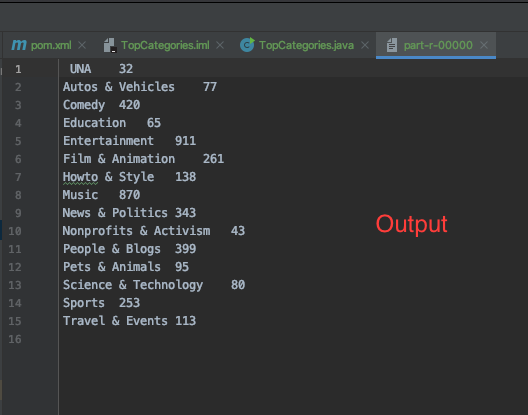 pom.xml TopCategories.iml TopCategories.java part-r-00000
1 UNA 32
2 Autos & Vehicles 77
3 Comedy 420
4 Education 65
5 Entertainment 911
6 Film & Animation 261
7 Howto & Style 138
8 Music 870
9 News & Politics 343
10 Nonprofits & Activism 43
11 People & Blogs 399
12 Pets & Animals 95
13 Science & Technology 80
14 Sports 253
15 Travel & Events 113
16
Output